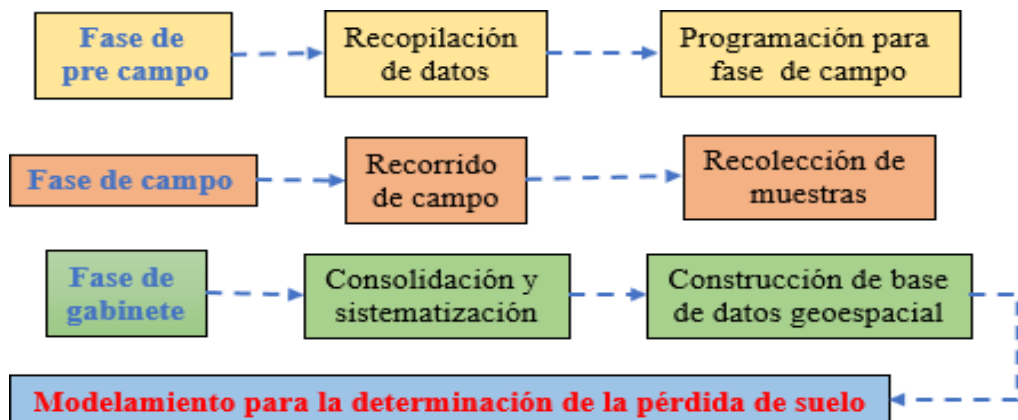 Fase de
pre campo
Recopilación
de datos
Programación para
fase de campo
Fase de campo
Recorrido
de campo
Recolección de
muestras
Fase de
gabinete
Consolidación y
sistematización
Construcción de base
de datos geoespacial
Modelamiento para la determinación de la pérdida de suelo